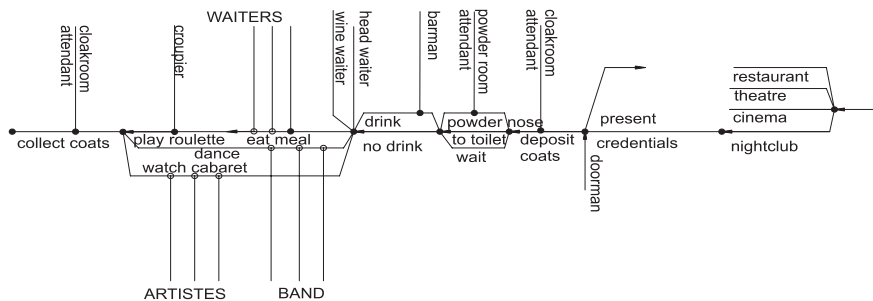 WAITERS
cloakroom
attendant
croupier
wine waiter
head waiter
barman
powder room
attendant
cloakroom
attendant
restaurant
theatre
cinema
nightclub
present
credentials
doorman
deposit
coats
powder nose
to toilet
wait
drink
no drink
eat meal
play roulette
dance
watch cabaret
collect coats
ARTISTES
BAND